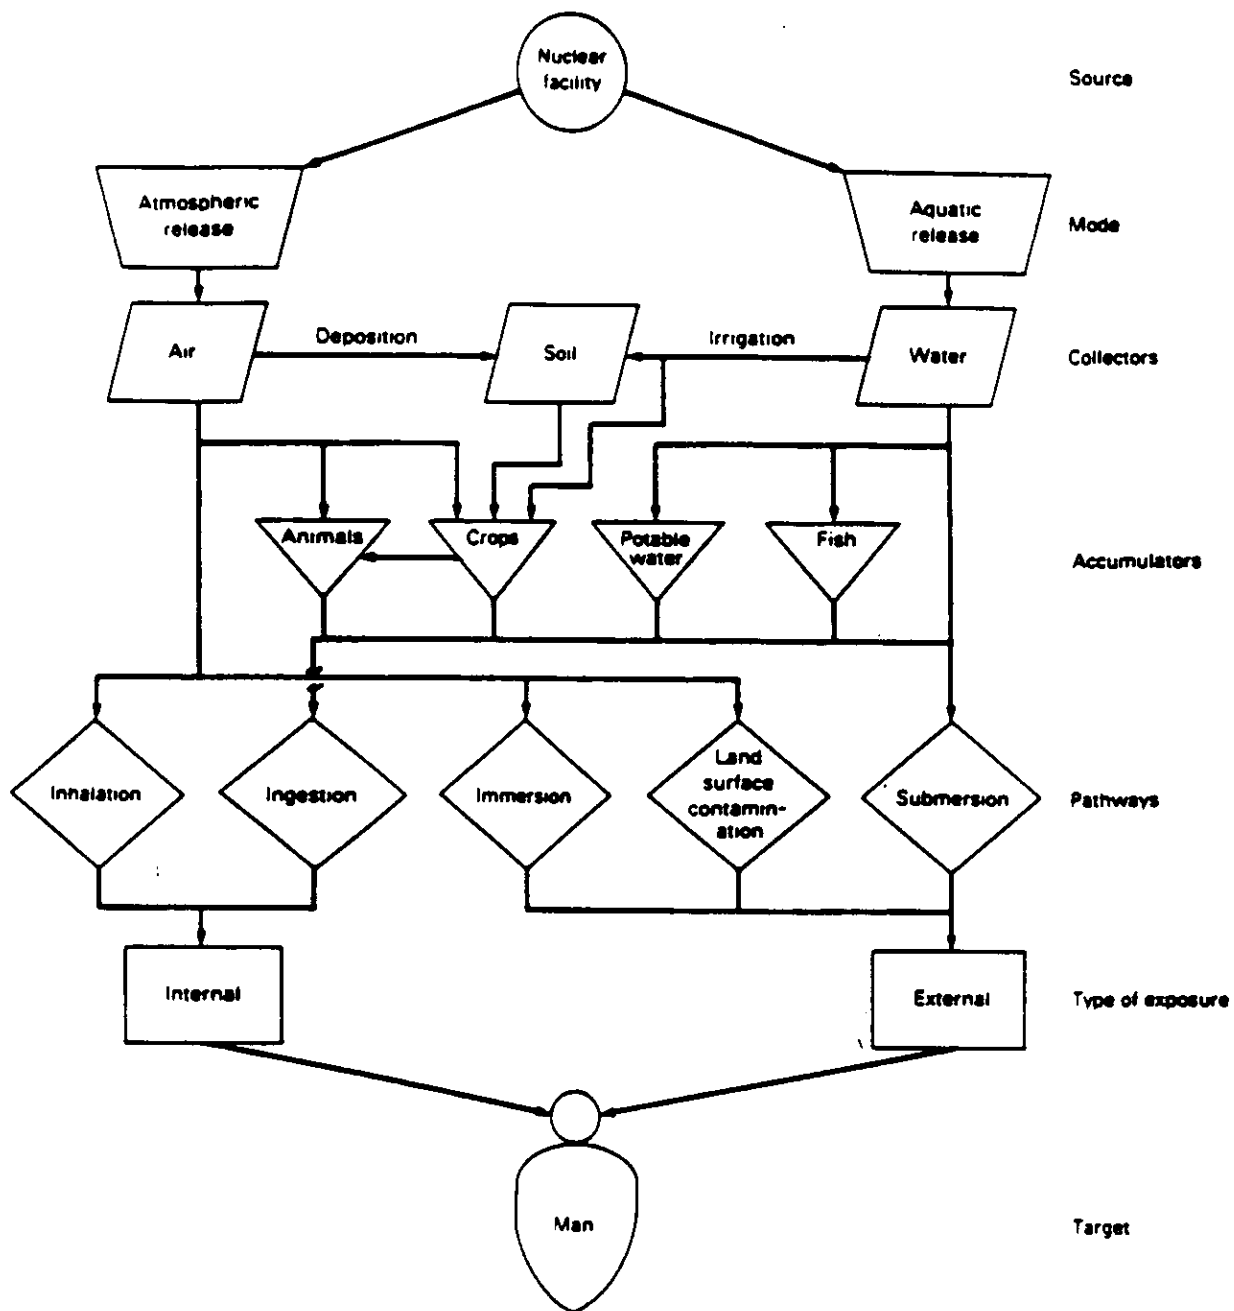 Nuclear
facility
Source
Atmospheric
release
Aquatic
release
Mode
Air
Deposition
Soil
Irrigation
Water
Collectors
Animals
Crops
Potable
water
Fish
Accumulators
Inhalation
Ingestion
Immersion
Land
surface
contamin-
ation
Submersion
Pathways
Internal
External
Type of exposure
Man
Target